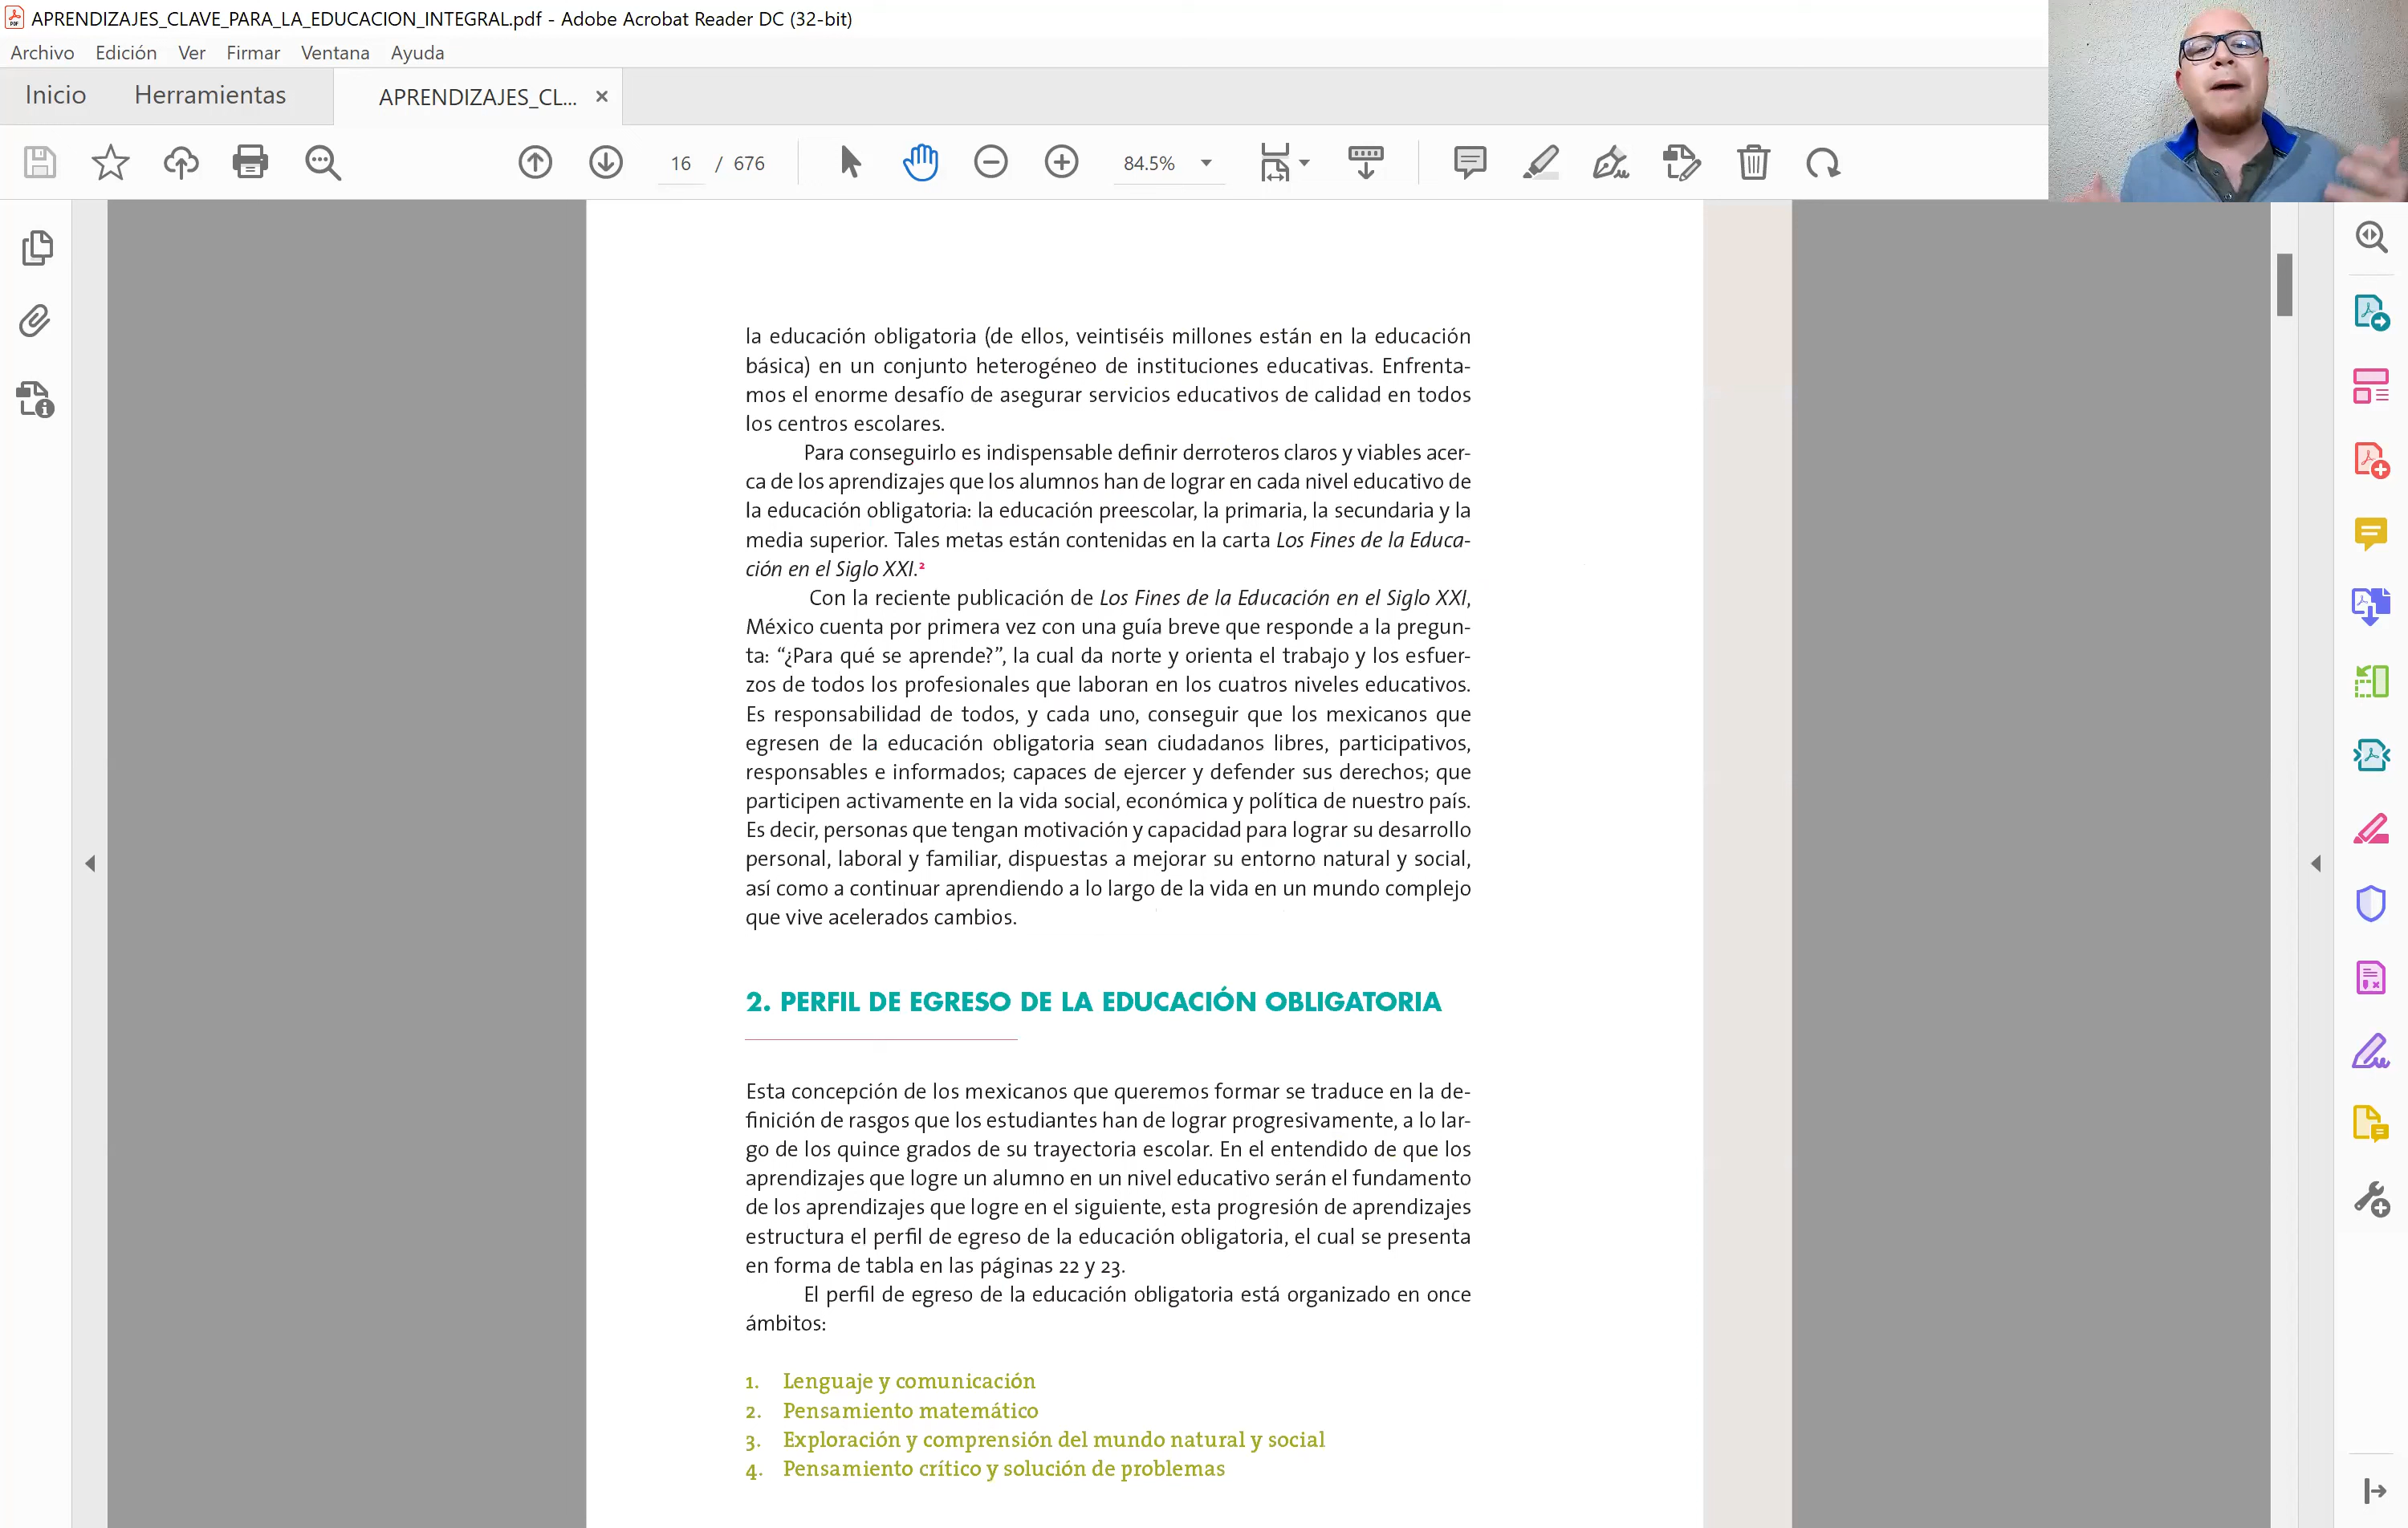 APRENDIZAJES_CLAVE_PARA_LA_EDUCACION_INTEGRAL.pdf - Adobe Acrobat Reader DC (32-bit)
Archivo Edición Ver Firmar Ventana Ayuda
Inicio Herramientas APRENDIZAJES_CL... ×
16 / 676 84.5%
la educación obligatoria (de ellos, veintiséis millones están en la educación
básica) en un conjunto heterogéneo de instituciones educativas. Enfrenta-
mos el enorme desafío de asegurar servicios educativos de calidad en todos
los centros escolares.
Para conseguirlo es indispensable definir derroteros claros y viables acer-
ca de los aprendizajes que los alumnos han de lograr en cada nivel educativo de
la educación obligatoria: la educación preescolar, la primaria, la secundaria y la
media superior. Tales metas están contenidas en la carta Los Fines de la Educa-
ción en el Siglo XXI.²
Con la reciente publicación de Los Fines de la Educación en el Siglo XXI,
México cuenta por primera vez con una guía breve que responde a la pregun-
ta: “¿Para qué se aprende?”, la cual da norte y orienta el trabajo y los esfuer-
zos de todos los profesionales que laboran en los cuatros niveles educativos.
Es responsabilidad de todos, y cada uno, conseguir que los mexicanos que
egresen de la educación obligatoria sean ciudadanos libres, participativos,
responsables e informados; capaces de ejercer y defender sus derechos; que
participen activamente en la vida social, económica y política de nuestro país.
Es decir, personas que tengan motivación y capacidad para lograr su desarrollo
personal, laboral y familiar, dispuestas a mejorar su entorno natural y social,
así como a continuar aprendiendo a lo largo de la vida en un mundo complejo
que vive acelerados cambios.
2. PERFIL DE EGRESO DE LA EDUCACIÓN OBLIGATORIA
Esta concepción de los mexicanos que queremos formar se traduce en la de-
finición de rasgos que los estudiantes han de lograr progresivamente, a lo lar-
go de los quince grados de su trayectoria escolar. En el entendido de que los
aprendizajes que logre un alumno en un nivel educativo serán el fundamento
de los aprendizajes que logre en el siguiente, esta progresión de aprendizajes
estructura el perfil de egreso de la educación obligatoria, el cual se presenta
en forma de tabla en las páginas 22 y 23.
El perfil de egreso de la educación obligatoria está organizado en once
ámbitos:
1. Lenguaje y comunicación
2. Pensamiento matemático
3. Exploración y comprensión del mundo natural y social
4. Pensamiento crítico y solución de problemas